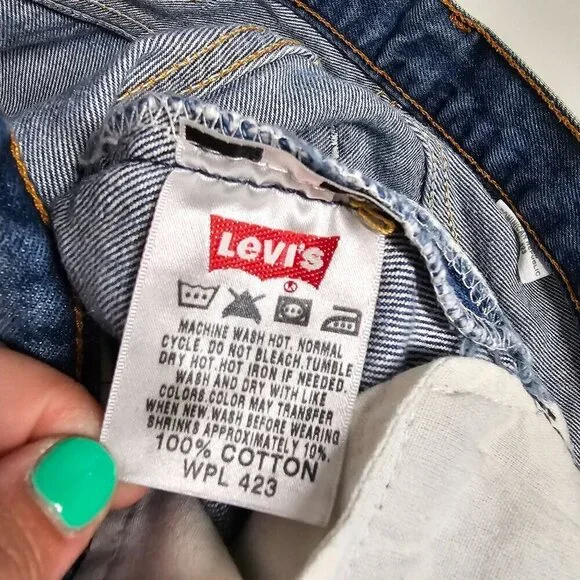 LEVI'S
MACHINE WASH HOT. NORMAL
CYCLE. DO NOT BLEACH. TUMBLE
DRY HOT. HOT IRON IF NEEDED.
WASH AND DRY WITH LIKE
COLORS. COLOR MAY TRANSFER
WHEN NEW. WASH BEFORE WEARING
SHRINKS APPROXIMATELY 10%.
100% COTTON
WPL 423